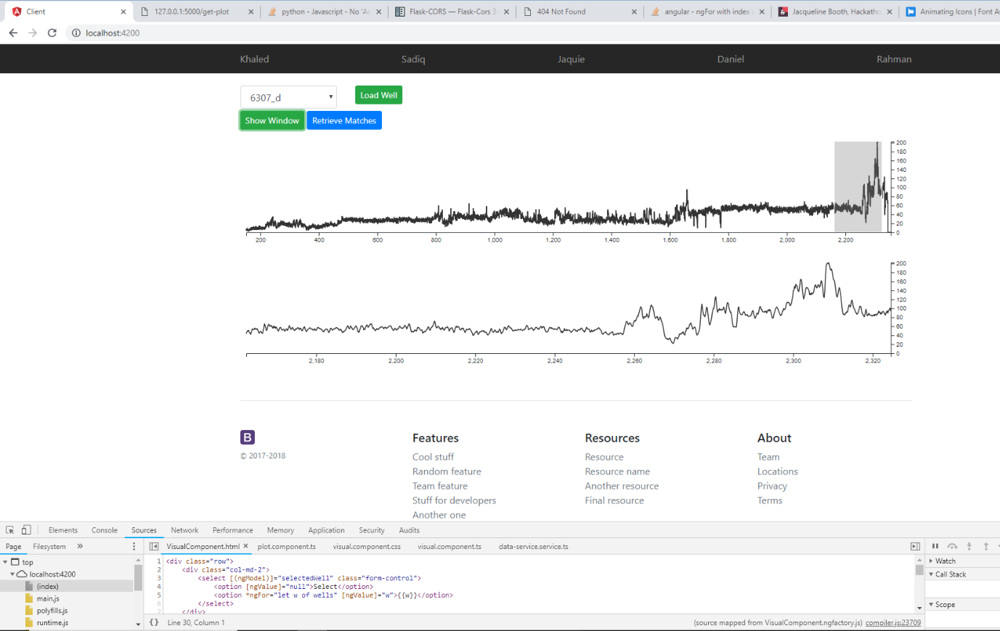 Client
127.0.0.1:5000/get-plot
python - Javascript - No 'Ac
Flask-CORS — Flask-Cors 3.
404 Not Found
angular - ngFor with index a
Jacqueline Booth, Hackatho
Animating Icons | Font A
localhost:4200
Khaled Sadiq Jaquie Daniel Rahman
6307_d Load Well
Show Window Retrieve Matches
200
180
160
140
120
100
80
60
40
20
0
200 400 600 800 1,000 1,200 1,400 1,600 1,800 2,000 2,200
200
180
160
140
120
100
80
60
40
20
0
2,180 2,200 2,220 2,240 2,260 2,280 2,300 2,320
B
© 2017-2018
Features
Cool stuff
Random feature
Team feature
Stuff for developers
Another one
Resources
Resource
Resource name
Another resource
Final resource
About
Team
Locations
Privacy
Terms
Elements Console Sources Network Performance Memory Application Security Audits
Page Filesystem »
VisualComponent.html × plot.component.ts visual.component.css visual.component.ts data-service.service.ts
top
localhost:4200
(index)
main.js
polyfills.js
runtime.js
1 <div class="row">
2 <div class="col-md-2">
3 <select [(ngModel)]="selectedWell" class="form-control">
4 <option [ngValue]="null">Select</option>
5 <option *ngFor="let w of wells" [ngValue]="w">{{w}}</option>
6 </select>
7 </div>
{} Line 30, Column 1
(source mapped from VisualComponent.ngfactory.js) compiler.js:23709
Watch
Call Stack
Scope